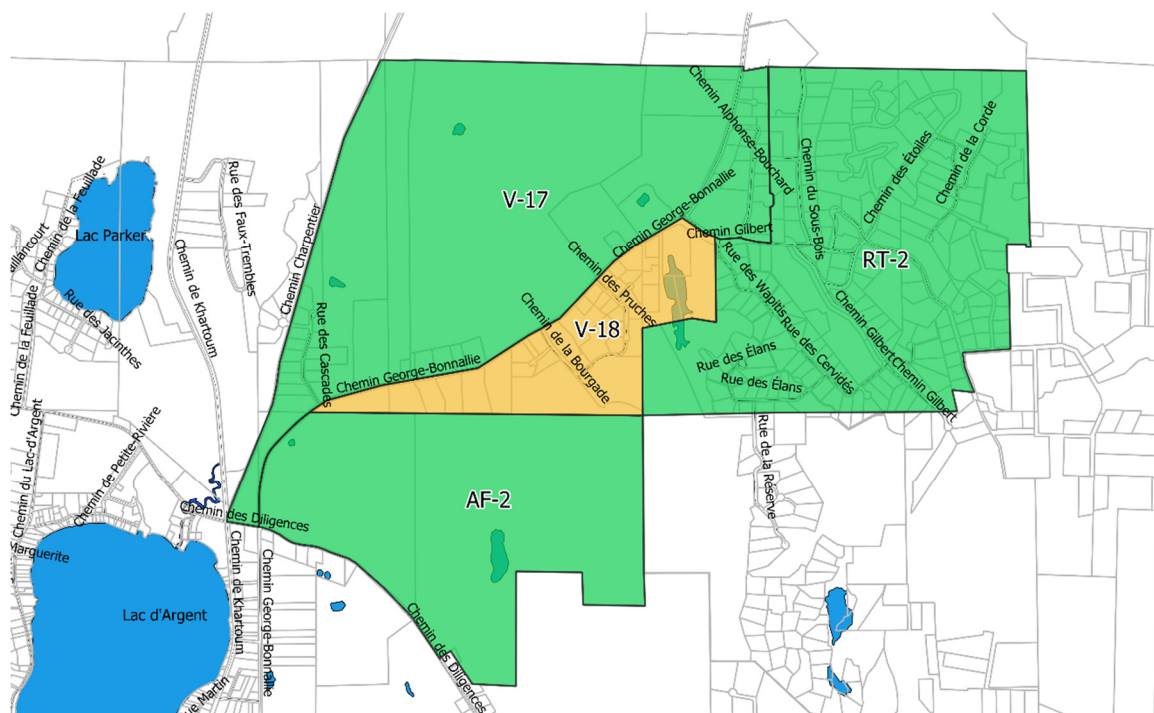 Chemin Alphonse-Bouchard
Chemin de la Corde
Chemin des Étoiles
Chemin du Sous-Bois
Chemin de la Feuillade
Rue des Faux-Trembles
V-17
Chemin George-Bonnallie
Chemin Charpentier
Chemin Gilbert
Lac Parker
aillancourt
Chemin de Khartoum
RT-2
Rue des Wapitis
Chemin des Pruches
Chemin de la Feuillade
Rue des Jacinthes
V-18
Rue des Cascades
Chemin de la Bourgade
Rue des Cervidés
Chemin Gilbert
Chemin Gilbert
Rue des Élans
Rue des Élans
Chemin George-Bonnallie
Chemin du Lac-d'Argent
Chemin de Petite-Rivière
Rue de la Réserve
AF-2
Chemin des Diligences
Marguerite
Chemin de Khartoum
Chemin George-Bonnallie
Lac d'Argent
Chemin des Diligences
Rue Martin